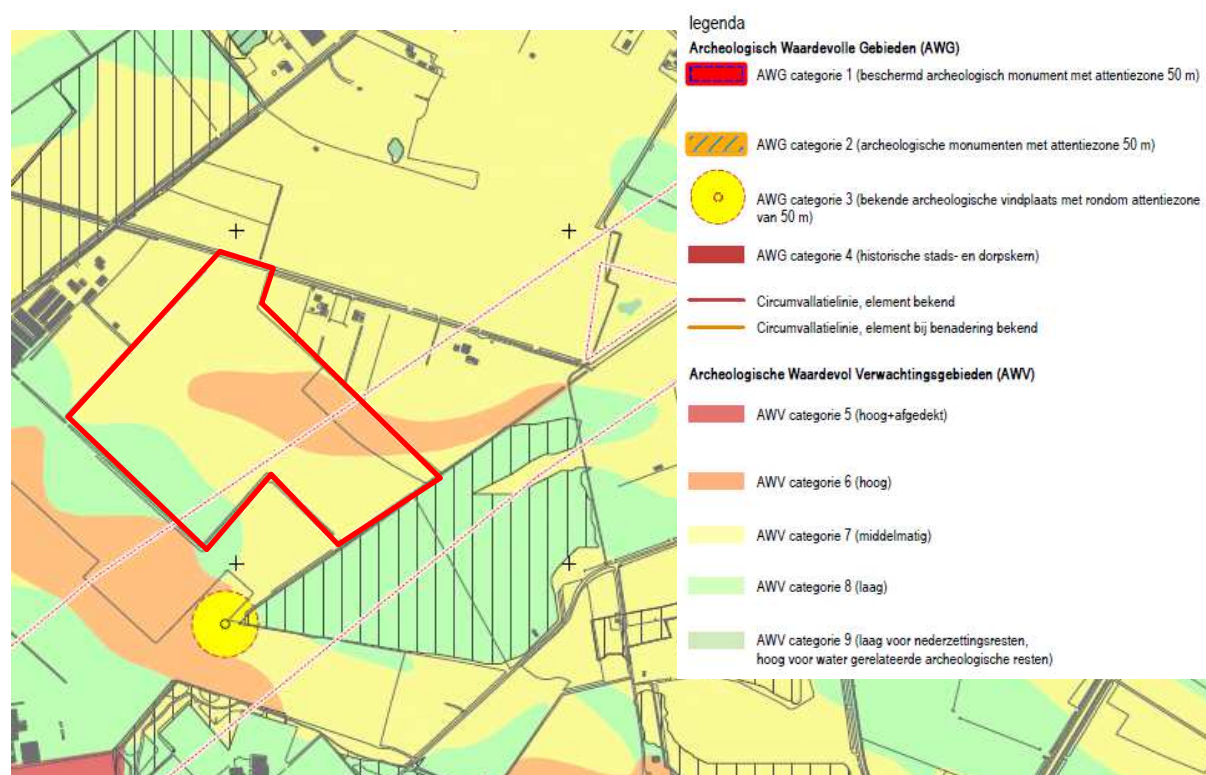 legenda
Archeologisch Waardevolle Gebieden (AWG)
AWG categorie 1 (beschermd archeologisch monument met attentiezone 50 m)
AWG categorie 2 (archeologische monumenten met attentiezone 50 m)
AWG categorie 3 (bekende archeologische vindplaats met rondom attentiezone
van 50 m)
AWG categorie 4 (historische stads- en dorpskern)
Circumvallatielinie, element bekend
Circumvallatielinie, element bij benadering bekend
Archeologische Waardevol Verwachtingsgebieden (AWV)
AWV categorie 5 (hoog+afgedekt)
AWV categorie 6 (hoog)
AWV categorie 7 (middelmatig)
AWV categorie 8 (laag)
AWV categorie 9 (laag voor nederzettingsresten,
hoog voor water gerelateerde archeologische resten)